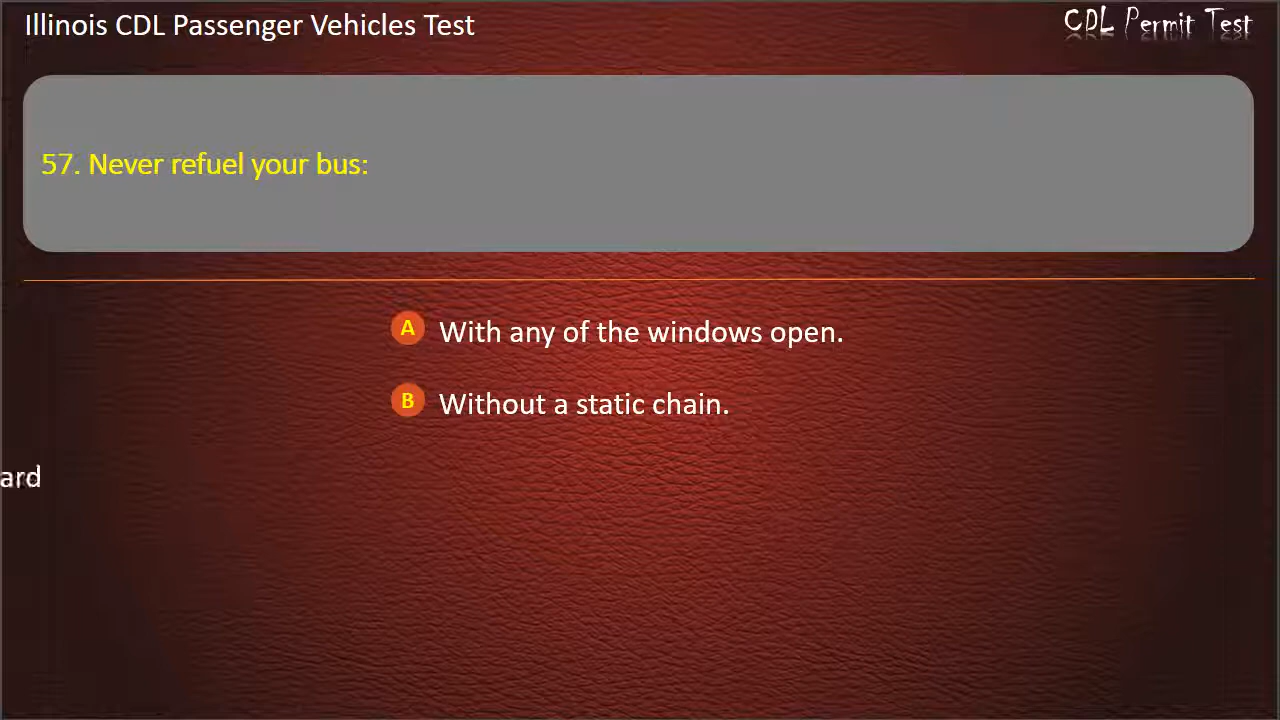 Illinois CDL Passenger Vehicles Test
CDL Permit Test
57. Never refuel your bus:
A With any of the windows open.
B Without a static chain.
ard